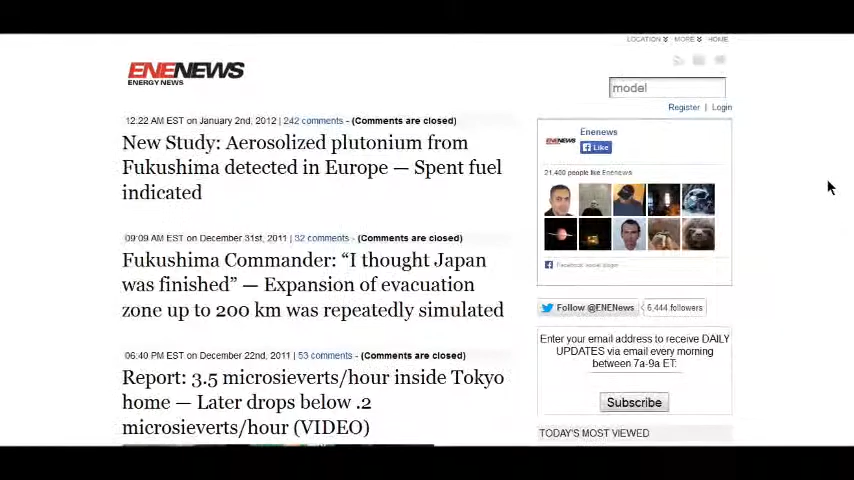 LOCATION MORE HOME
ENENEWS
ENERGY NEWS
model
Register | Login
12:22 AM EST on January 2nd, 2012 | 242 comments - (Comments are closed)
New Study: Aerosolized plutonium from
Fukushima detected in Europe — Spent fuel
indicated
09:09 AM EST on December 31st, 2011 | 32 comments - (Comments are closed)
Fukushima Commander: “I thought Japan
was finished” — Expansion of evacuation
zone up to 200 km was repeatedly simulated
06:40 PM EST on December 22nd, 2011 | 53 comments - (Comments are closed)
Report: 3.5 microsieverts/hour inside Tokyo
home — Later drops below .2
microsieverts/hour (VIDEO)
ENENEWS
Enenews
Like
people like Enenews
Facebook social plugin
Follow @ENENews 6,444 followers
Enter your email address to receive DAILY
UPDATES via email every morning
between 7a-9a ET:
Subscribe
TODAY'S MOST VIEWED